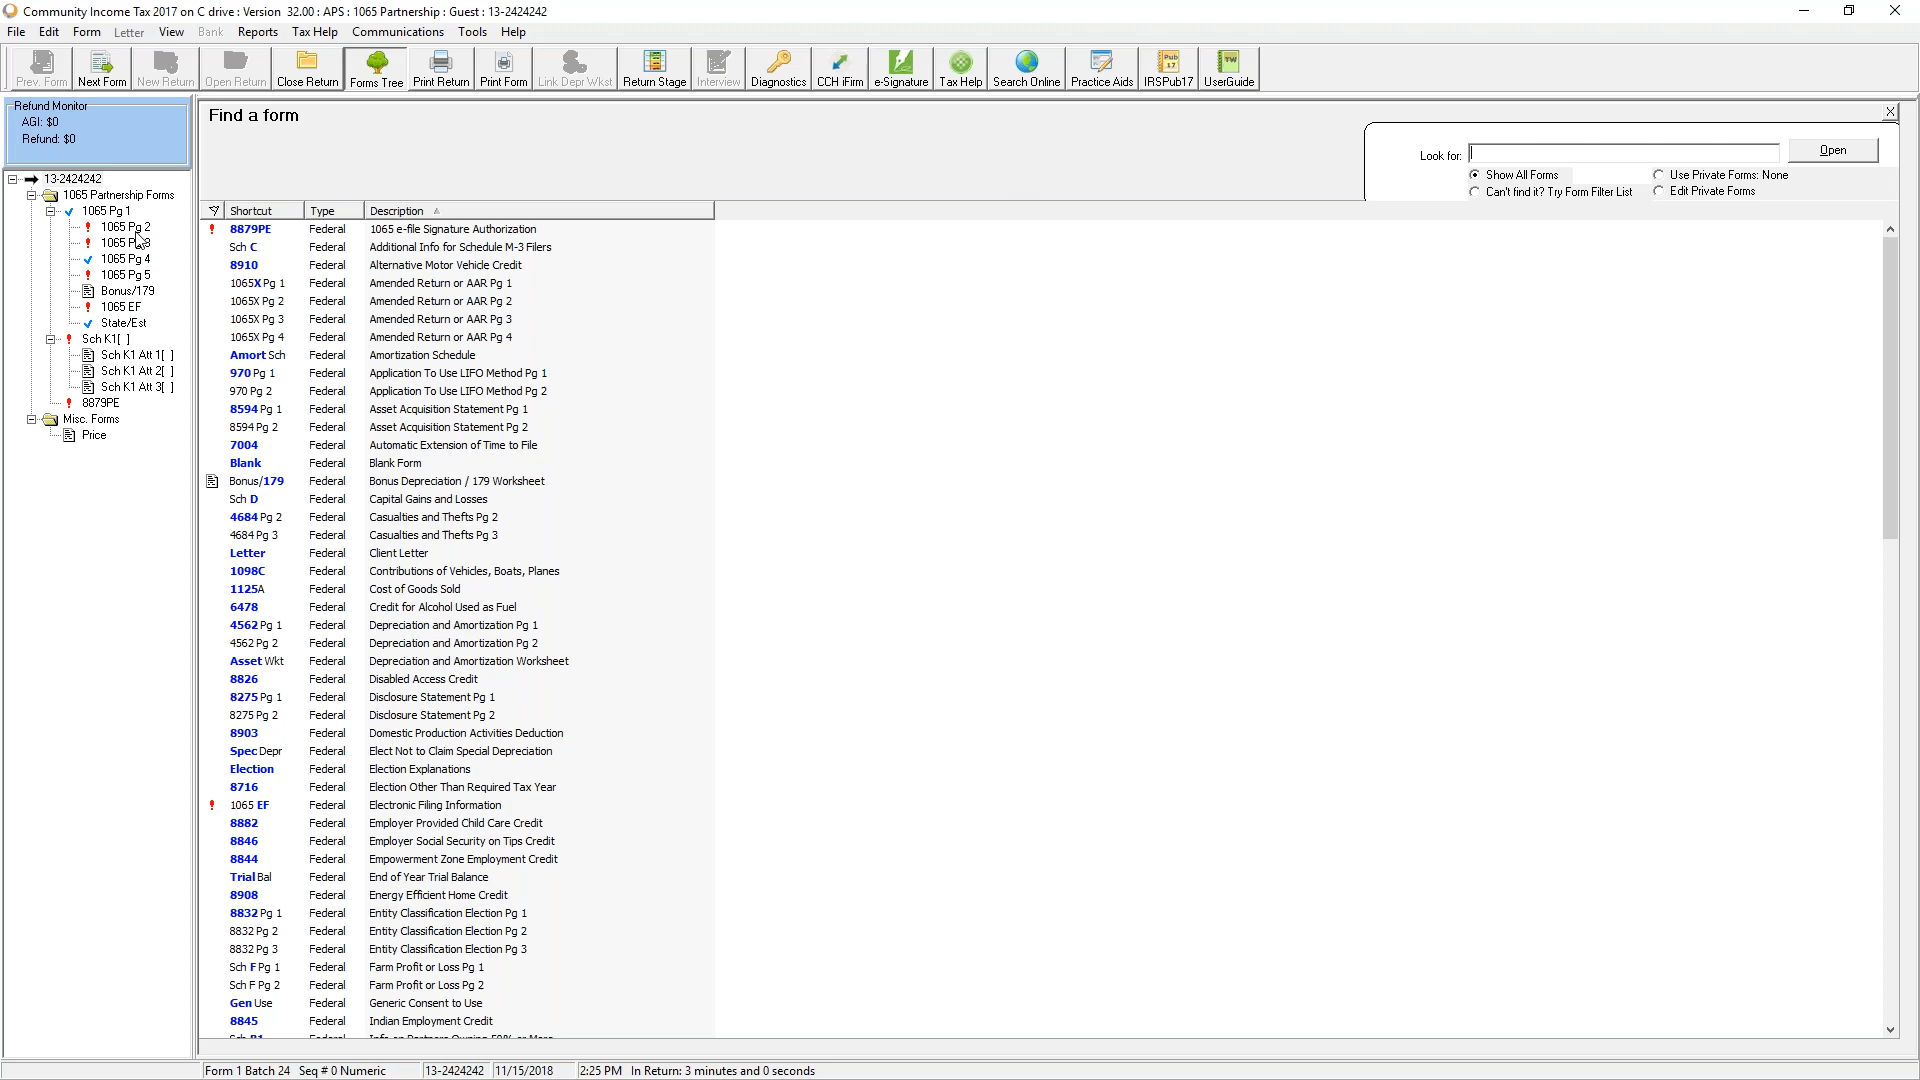 Community Income Tax 2017 on C drive : Version 32.00 : APS : 1065 Partnership : Guest : 13-2424242
File Edit Form Letter View Bank Reports Tax Help Communications Tools Help
Prev. Form Next Form New Return Open Return Close Return Forms Tree Print Return Print Form Link Depr Wkst Return Stage Interview Diagnostics CCH iFirm e-Signature Tax Help Search Online Practice Aids IRSPub17 UserGuide
Refund Monitor
AGI: $0
Refund: $0
13-2424242
1065 Partnership Forms
1065 Pg 1
1065 Pg 2
1065 Pg 3
1065 Pg 4
1065 Pg 5
Bonus/179
1065 EF
State/Est
Sch K1[ ]
Sch K1 Att 1[ ]
Sch K1 Att 2[ ]
Sch K1 Att 3[ ]
8879PE
Misc. Forms
Price
Find a form
Look for: Open
Show All Forms Use Private Forms: None
Can't find it? Try Form Filter List Edit Private Forms
Shortcut Type Description
8879PE Federal 1065 e-file Signature Authorization
Sch C Federal Additional Info for Schedule M-3 Filers
8910 Federal Alternative Motor Vehicle Credit
1065X Pg 1 Federal Amended Return or AAR Pg 1
1065X Pg 2 Federal Amended Return or AAR Pg 2
1065X Pg 3 Federal Amended Return or AAR Pg 3
1065X Pg 4 Federal Amended Return or AAR Pg 4
Amort Sch Federal Amortization Schedule
970 Pg 1 Federal Application To Use LIFO Method Pg 1
970 Pg 2 Federal Application To Use LIFO Method Pg 2
8594 Pg 1 Federal Asset Acquisition Statement Pg 1
8594 Pg 2 Federal Asset Acquisition Statement Pg 2
7004 Federal Automatic Extension of Time to File
Blank Federal Blank Form
Bonus/179 Federal Bonus Depreciation / 179 Worksheet
Sch D Federal Capital Gains and Losses
4684 Pg 2 Federal Casualties and Thefts Pg 2
4684 Pg 3 Federal Casualties and Thefts Pg 3
Letter Federal Client Letter
1098C Federal Contributions of Vehicles, Boats, Planes
1125A Federal Cost of Goods Sold
6478 Federal Credit for Alcohol Used as Fuel
4562 Pg 1 Federal Depreciation and Amortization Pg 1
4562 Pg 2 Federal Depreciation and Amortization Pg 2
Asset Wkt Federal Depreciation and Amortization Worksheet
8826 Federal Disabled Access Credit
8275 Pg 1 Federal Disclosure Statement Pg 1
8275 Pg 2 Federal Disclosure Statement Pg 2
8903 Federal Domestic Production Activities Deduction
Spec Depr Federal Elect Not to Claim Special Depreciation
Election Federal Election Explanations
8716 Federal Election Other Than Required Tax Year
1065 EF Federal Electronic Filing Information
8882 Federal Employer Provided Child Care Credit
8846 Federal Employer Social Security on Tips Credit
8844 Federal Empowerment Zone Employment Credit
Trial Bal Federal End of Year Trial Balance
8908 Federal Energy Efficient Home Credit
8832 Pg 1 Federal Entity Classification Election Pg 1
8832 Pg 2 Federal Entity Classification Election Pg 2
8832 Pg 3 Federal Entity Classification Election Pg 3
Sch F Pg 1 Federal Farm Profit or Loss Pg 1
Sch F Pg 2 Federal Farm Profit or Loss Pg 2
Gen Use Federal Generic Consent to Use
8845 Federal Indian Employment Credit
Sch B1 Federal Info on Partners Owning 50% or More
Form 1 Batch 24 Seq # 0 Numeric 13-2424242 11/15/2018 2:25 PM In Return: 3 minutes and 0 seconds